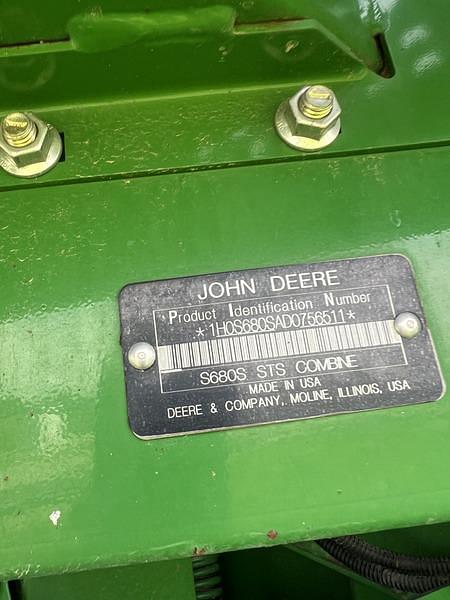 JOHN DEERE
Product Identification Number
*1H0S680SAD0756511*
S680S STS COMBINE
MADE IN USA
DEERE & COMPANY, MOLINE, ILLINOIS, USA